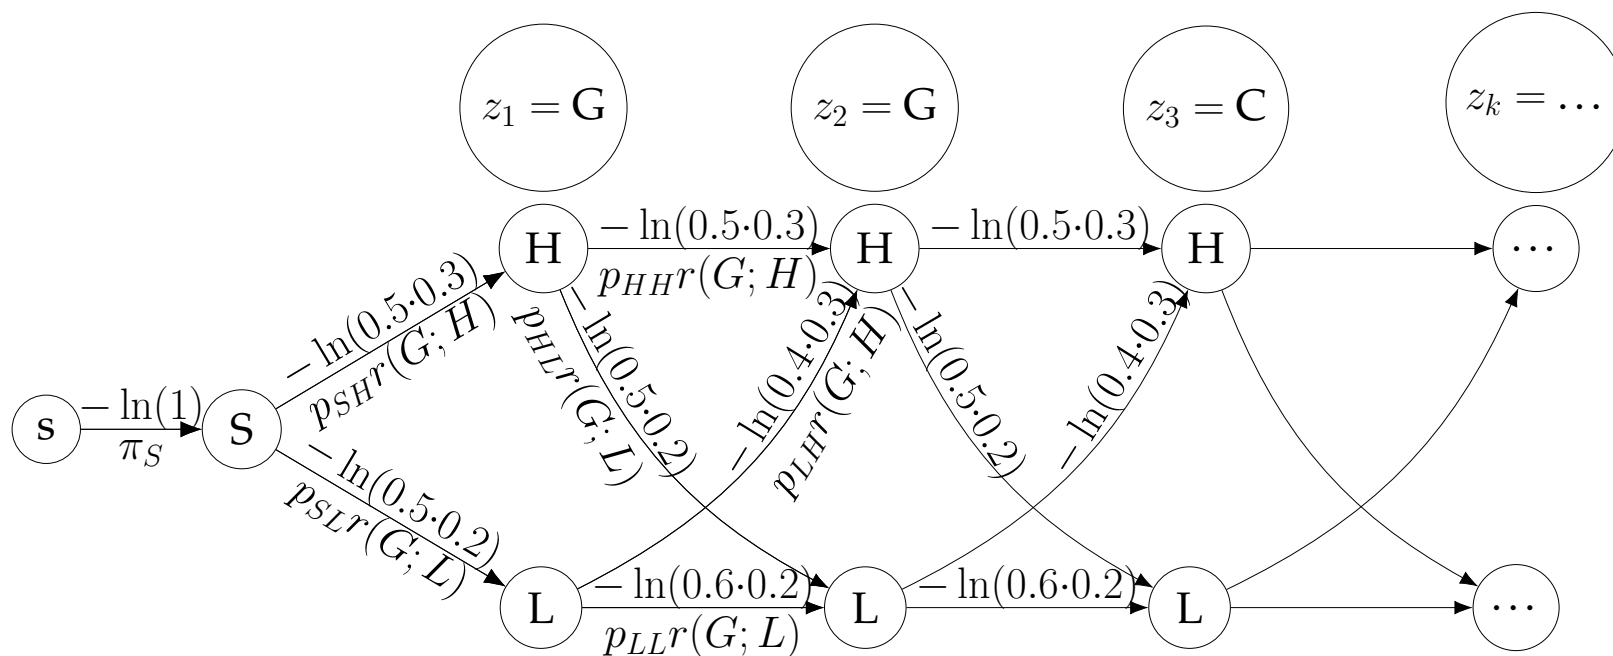 z_1 = G
z_2 = G
z_3 = C
z_k = …
H
− ln(0.5·0.3)
p_{HH}r(G; H)
H
− ln(0.5·0.3)
H
…
− ln(0.5·0.3)
p_{SH}r(G; H)
− ln(0.5·0.2)
p_{HL}r(G; L)
− ln(0.4·0.3)
p_{LH}r(G; H)
− ln(0.5·0.2)
− ln(0.4·0.3)
s
− ln(1)
π_S
S
− ln(0.5·0.2)
p_{SL}r(G; L)
L
− ln(0.6·0.2)
p_{LL}r(G; L)
L
− ln(0.6·0.2)
L
…